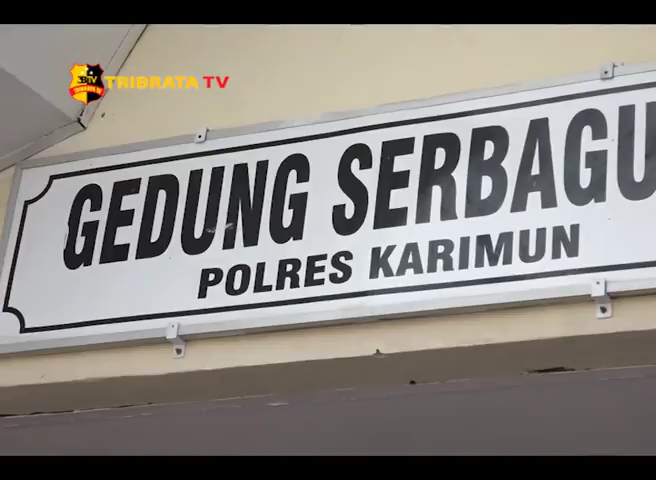 TRIBRATA TV
GEDUNG SERBAGU
POLRES KARIMUN